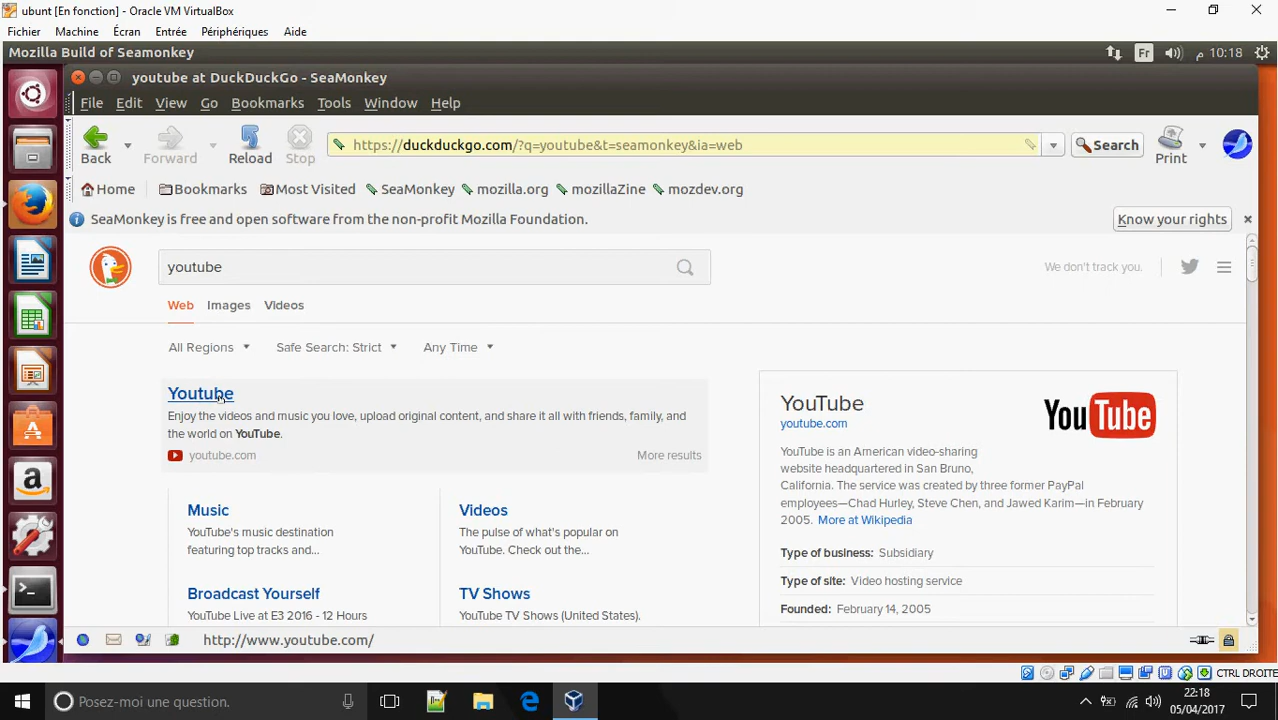 ubunt [En fonction] - Oracle VM VirtualBox
Fichier Machine Écran Entrée Périphériques Aide
Mozilla Build of Seamonkey
Fr
10:18 م
youtube at DuckDuckGo - SeaMonkey
File Edit View Go Bookmarks Tools Window Help
Back Forward Reload Stop
https://duckduckgo.com/?q=youtube&t=seamonkey&ia=web
Search
Print
Home Bookmarks Most Visited SeaMonkey mozilla.org mozillaZine mozdev.org
SeaMonkey is free and open software from the non-profit Mozilla Foundation.
Know your rights
youtube
We don't track you.
Web Images Videos
All Regions Safe Search: Strict Any Time
Youtube
Enjoy the videos and music you love, upload original content, and share it all with friends, family, and
the world on YouTube.
youtube.com
More results
Music
YouTube's music destination
featuring top tracks and...
Videos
The pulse of what's popular on
YouTube. Check out the...
Broadcast Yourself
YouTube Live at E3 2016 - 12 Hours
TV Shows
YouTube TV Shows (United States).
YouTube
youtube.com
YouTube
YouTube is an American video-sharing
website headquartered in San Bruno,
California. The service was created by three former PayPal
employees—Chad Hurley, Steve Chen, and Jawed Karim—in February
2005. More at Wikipedia
Type of business: Subsidiary
Type of site: Video hosting service
Founded: February 14, 2005
http://www.youtube.com/
CTRL DROITE
Posez-moi une question.
22:18
05/04/2017